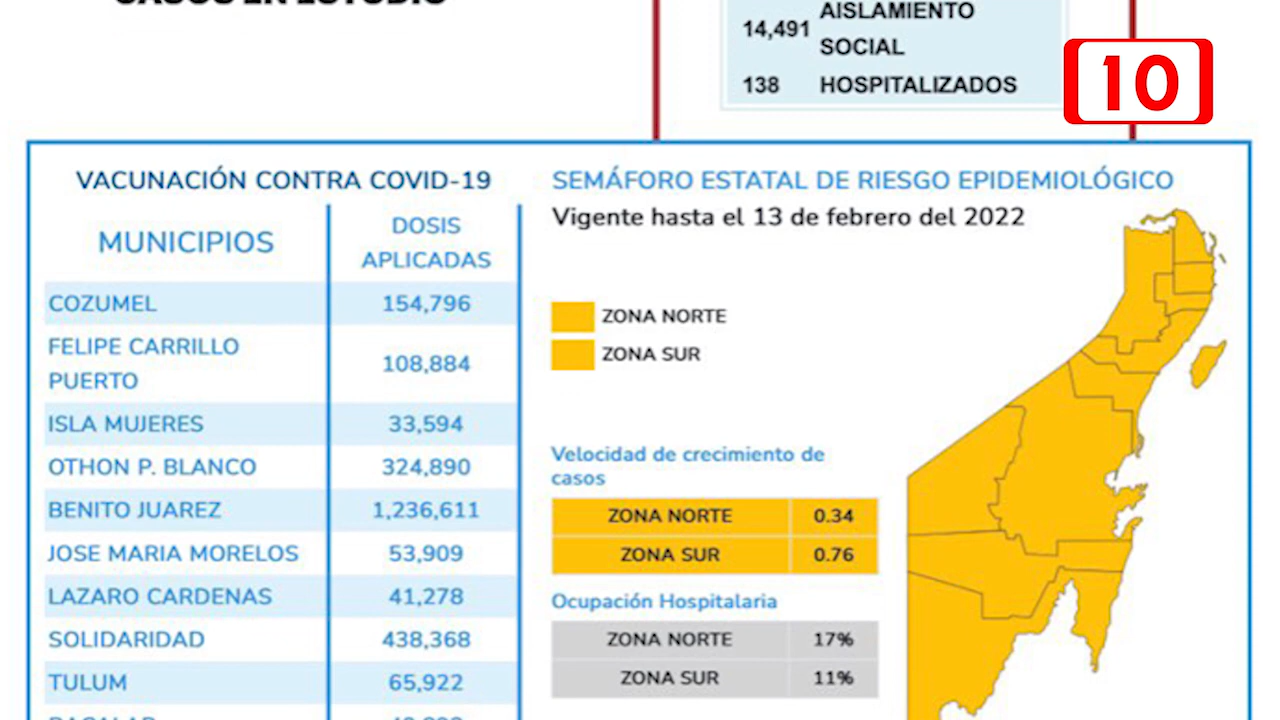 CASOS EN ESTUDIO
14,491 AISLAMIENTO
SOCIAL
138 HOSPITALIZADOS
10
VACUNACIÓN CONTRA COVID-19
MUNICIPIOS
DOSIS
APLICADAS
COZUMEL 154,796
FELIPE CARRILLO
PUERTO
108,884
ISLA MUJERES 33,594
OTHON P. BLANCO 324,890
BENITO JUAREZ 1,236,611
JOSE MARIA MORELOS 53,909
LAZARO CARDENAS 41,278
SOLIDARIDAD 438,368
TULUM 65,922
SEMÁFORO ESTATAL DE RIESGO EPIDEMIOLÓGICO
Vigente hasta el 13 de febrero del 2022
ZONA NORTE
ZONA SUR
Velocidad de crecimiento de
casos
ZONA NORTE 0.34
ZONA SUR 0.76
Ocupación Hospitalaria
ZONA NORTE 17%
ZONA SUR 11%